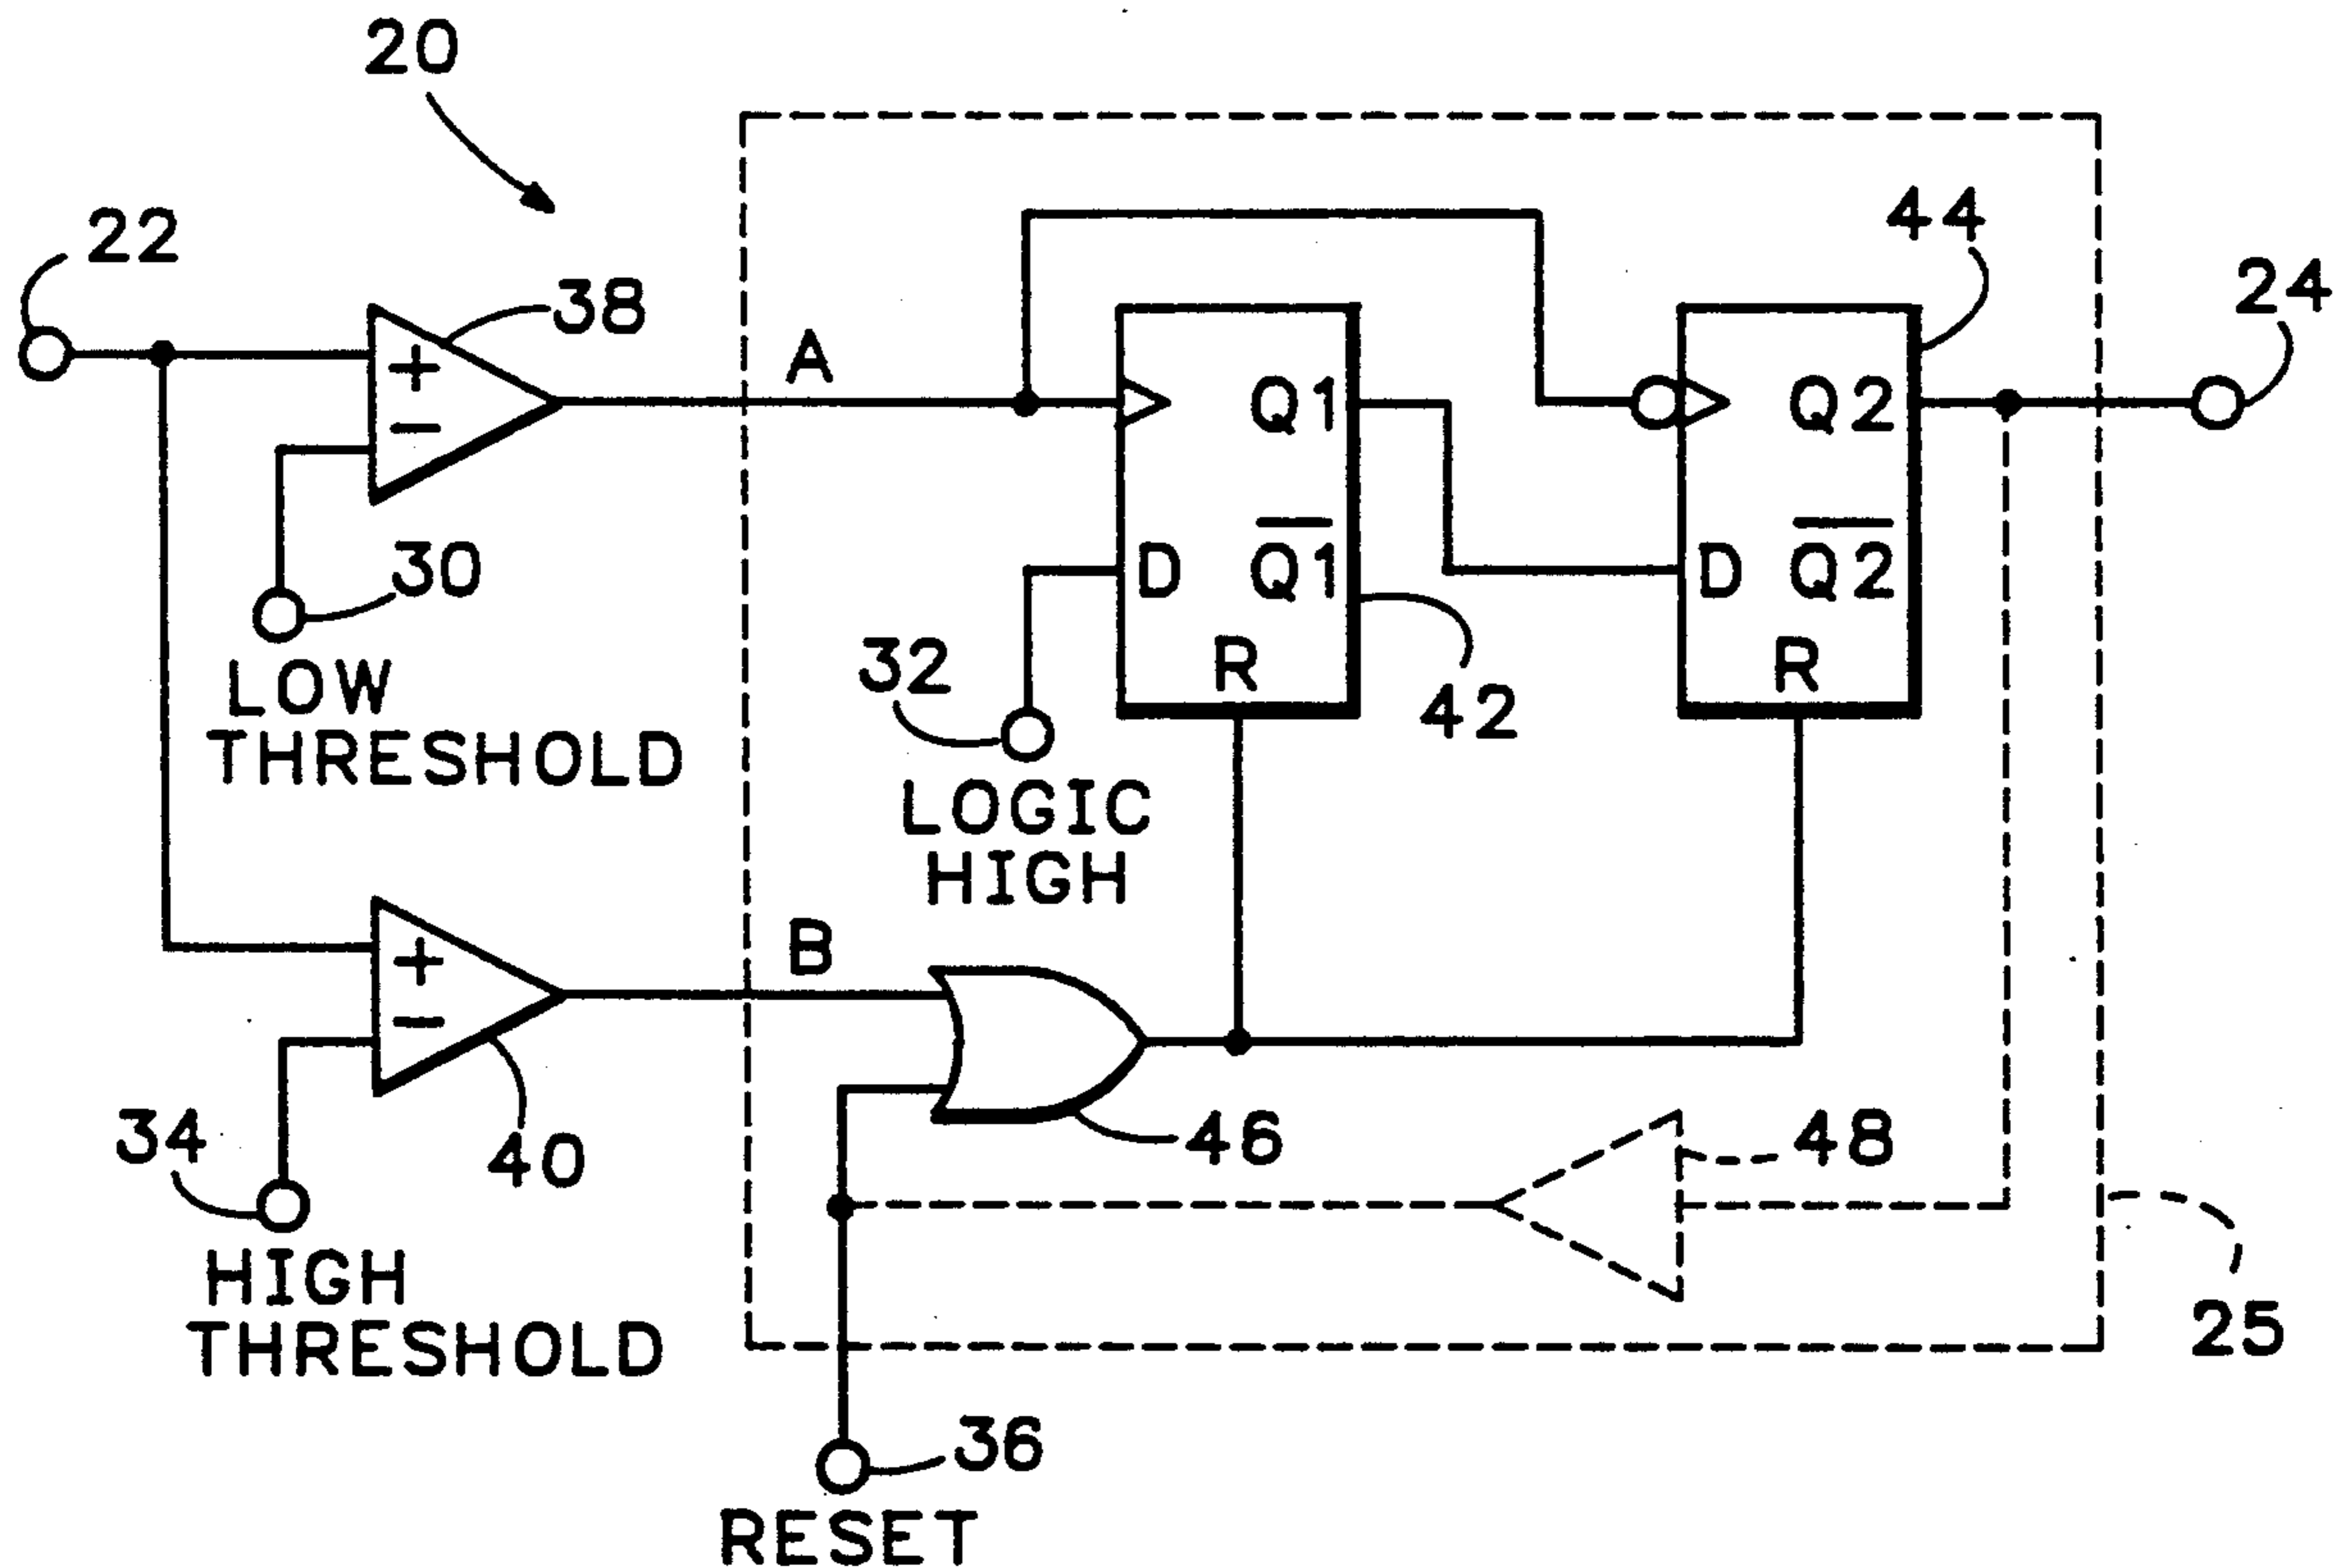 20
22
38
A
44
24
+
−
Q1
Q2
30
LOW
THRESHOLD
D
Q1
D
Q2
32
R
R
42
LOGIC
HIGH
B
+
−
34
40
46
48
HIGH
THRESHOLD
25
36
RESET